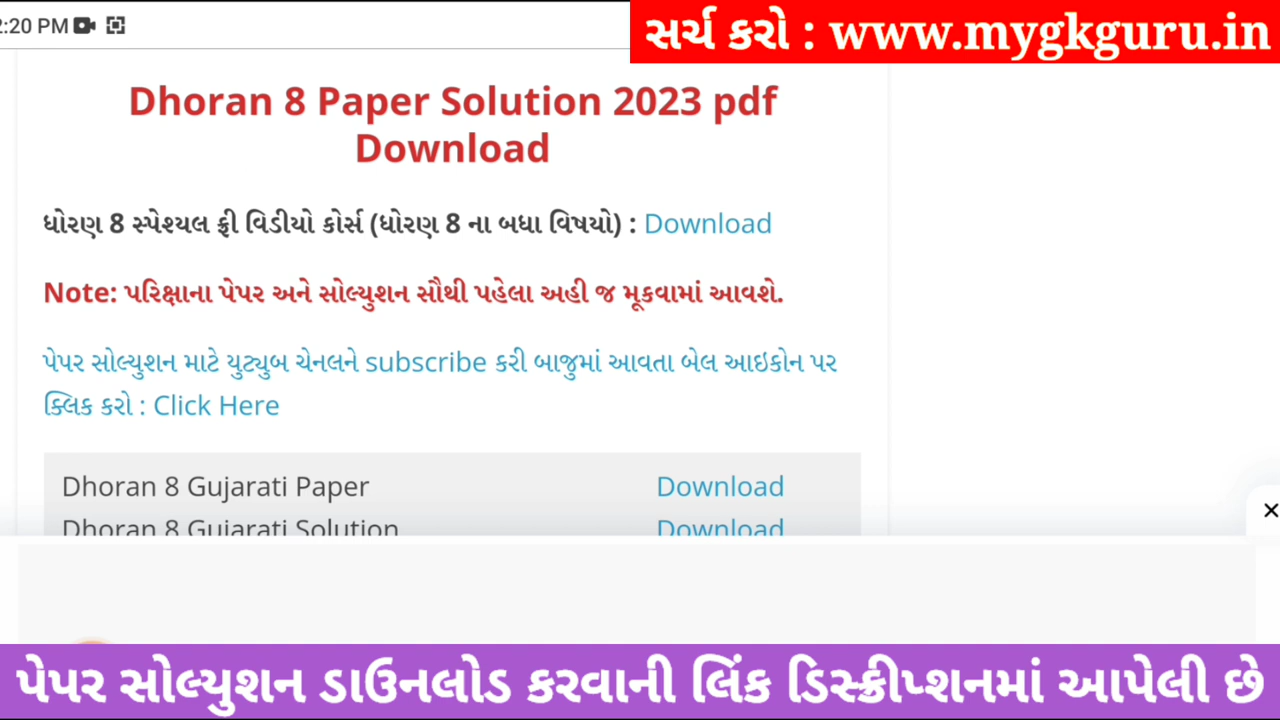 2:20 PM
સર્ચ કરો : www.mygkguru.in
Dhoran 8 Paper Solution 2023 pdf
Download
ધોરણ 8 સ્પેશ્યલ ફ્રી વિડીયો કોર્સ (ધોરણ 8 ના બધા વિષયો) : Download
Note: પરિક્ષાના પેપર અને સોલ્યુશન સૌથી પહેલા અહી જ મૂકવામાં આવશે.
પેપર સોલ્યુશન માટે યુટ્યુબ ચેનલને subscribe કરી બાજુમાં આવતા બેલ આઇકોન પર
ક્લિક કરો : Click Here
Dhoran 8 Gujarati Paper Download
Dhoran 8 Gujarati Solution Download
પેપર સોલ્યુશન ડાઉનલોડ કરવાની લિંક ડિસ્ક્રીપ્શનમાં આપેલી છે